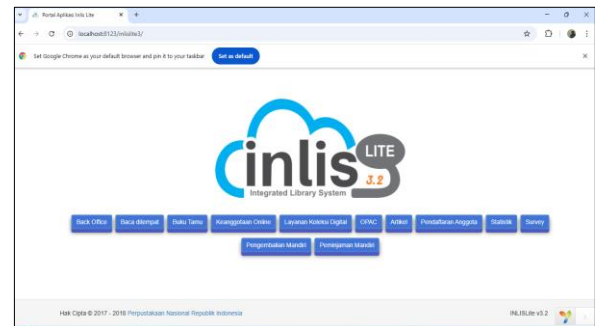 Portal Aplikasi Inlis Lite
localhost:8123/inlislite3/
Set Google Chrome as your default browser and pin it to your taskbar
Set as default
inlis LITE
3.2
Integrated Library System
Back Office Baca ditempat Buku Tamu Keanggotaan Online Layanan Koleksi Digital OPAC Artikel Pendaftaran Anggota Statistik Survey
Pengembalian Mandiri Peminjaman Mandiri
Hak Cipta © 2017 - 2018 Perpustakaan Nasional Republik Indonesia
INLISLite v3.2